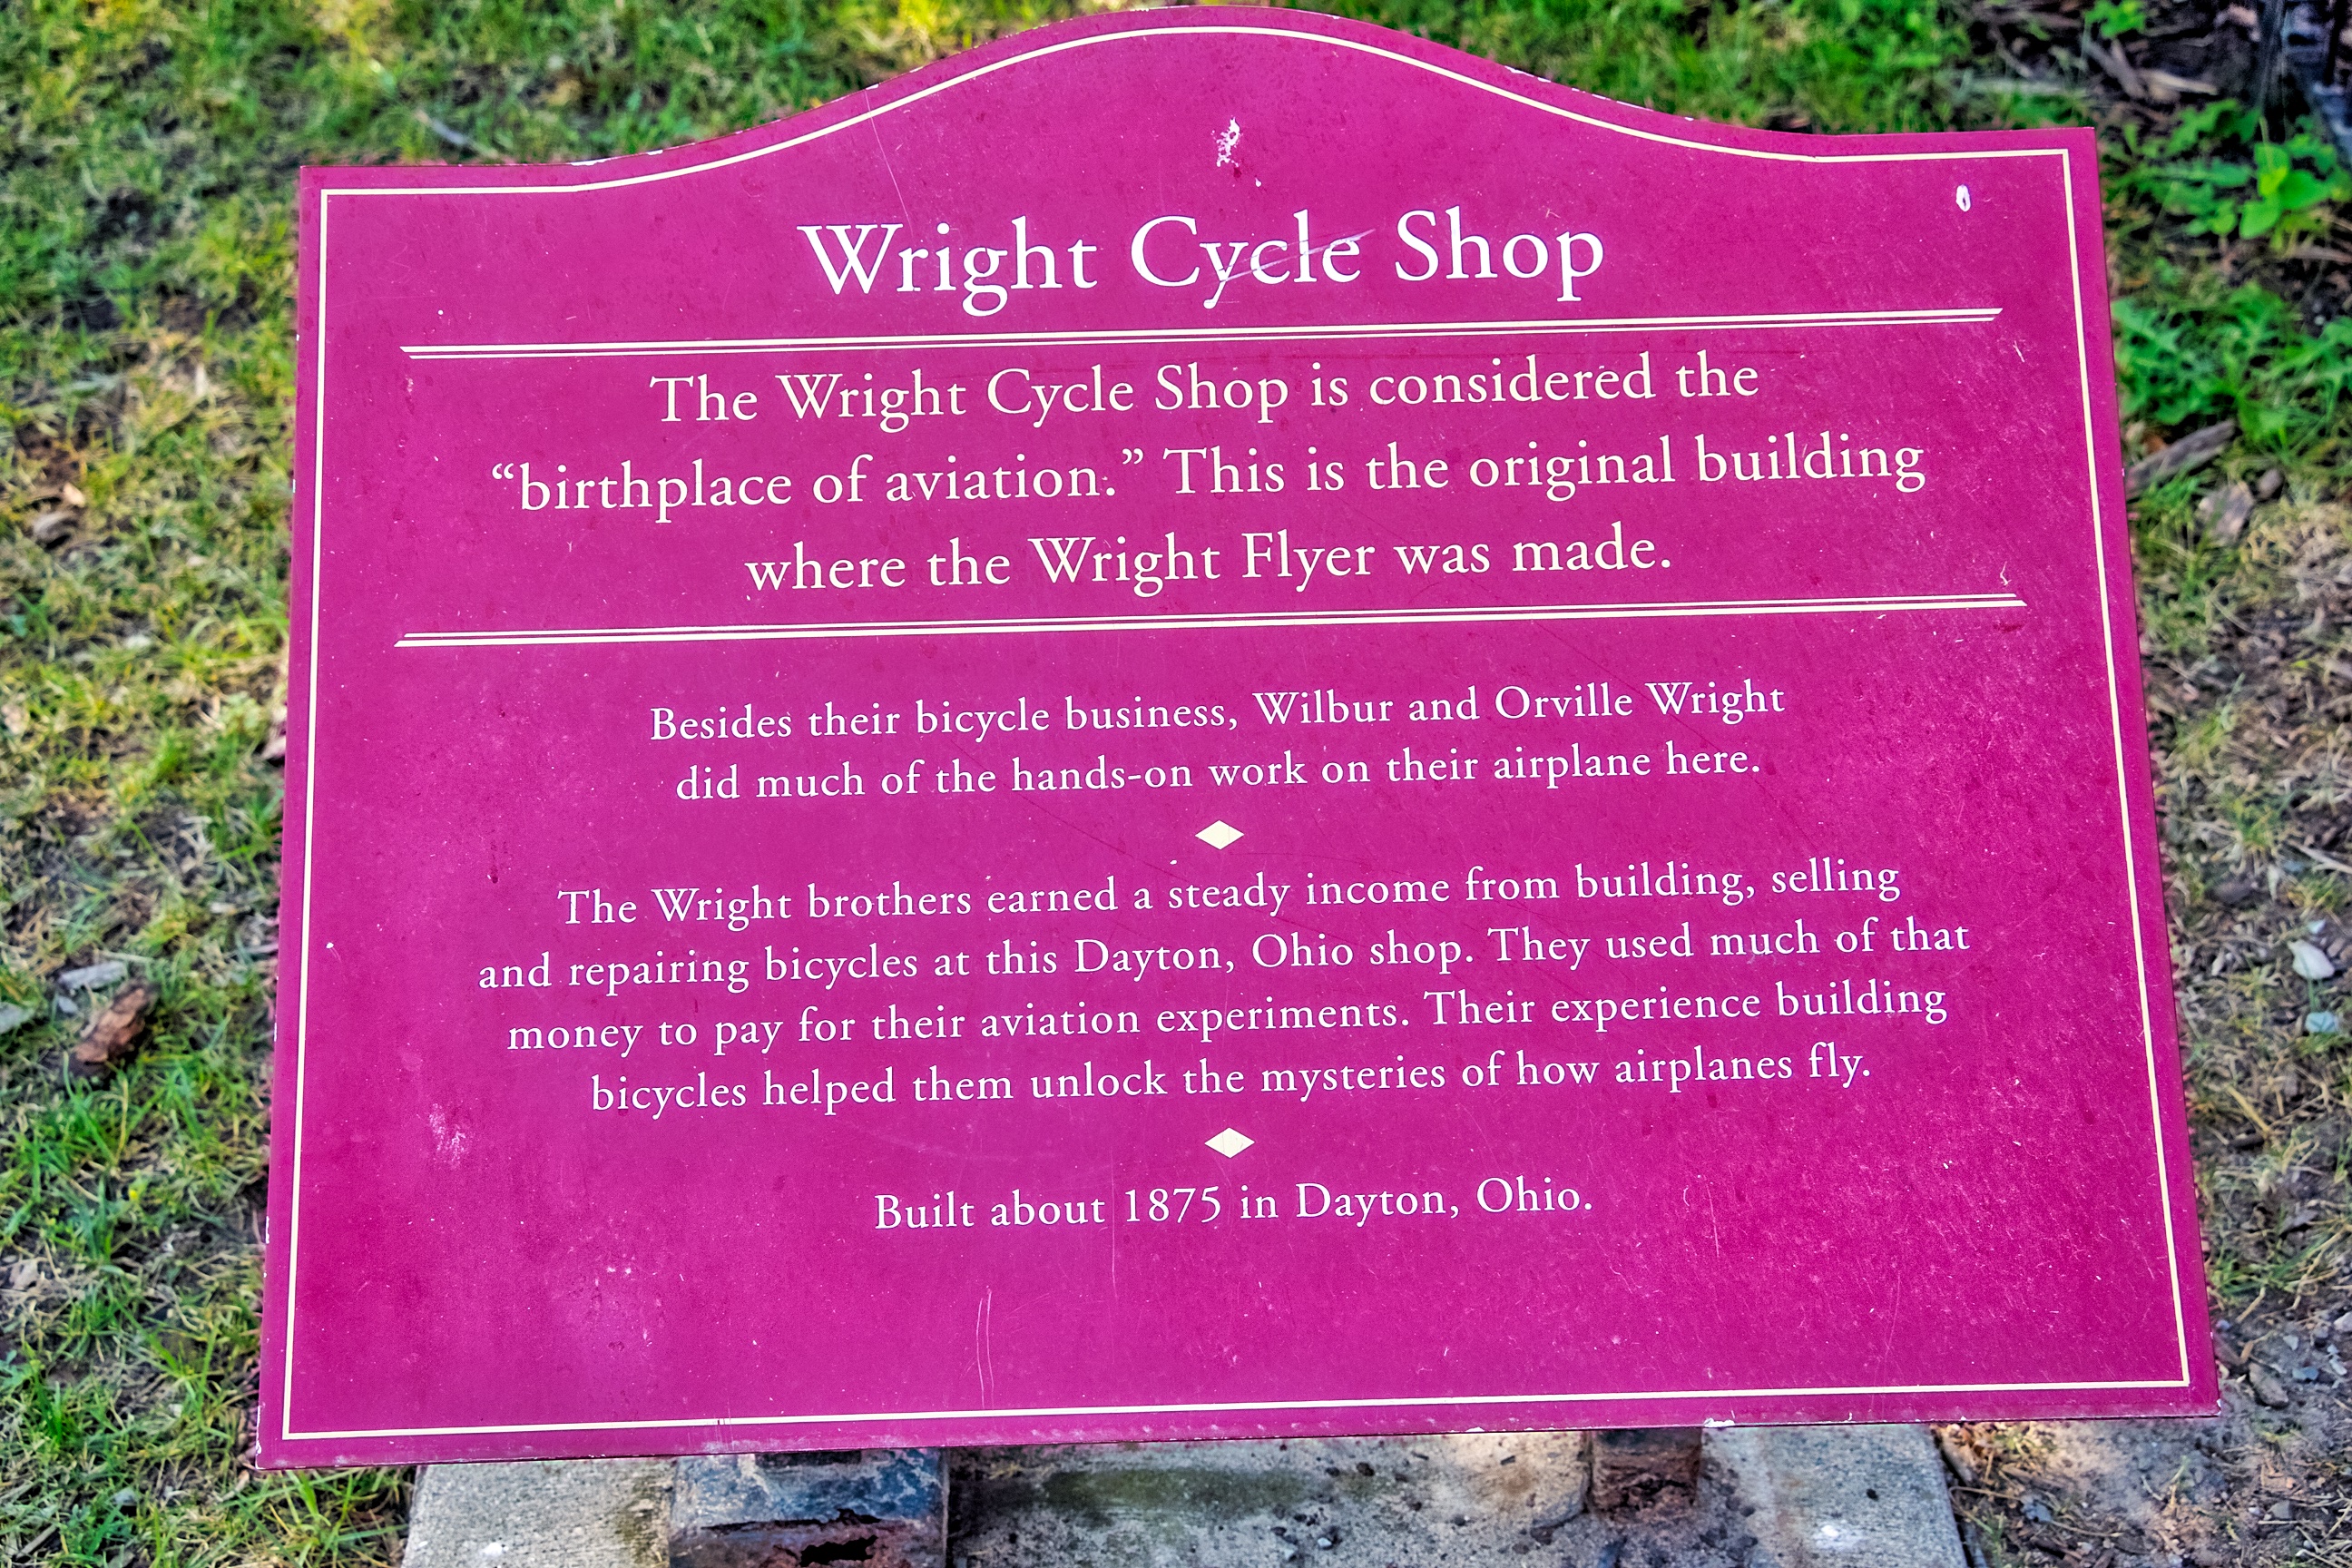 Wright Cycle Shop
The Wright Cycle Shop is considered the
“birthplace of aviation.” This is the original building
where the Wright Flyer was made.
Besides their bicycle business, Wilbur and Orville Wright
did much of the hands-on work on their airplane here.
The Wright brothers earned a steady income from building, selling
and repairing bicycles at this Dayton, Ohio shop. They used much of that
money to pay for their aviation experiments. Their experience building
bicycles helped them unlock the mysteries of how airplanes fly.
Built about 1875 in Dayton, Ohio.